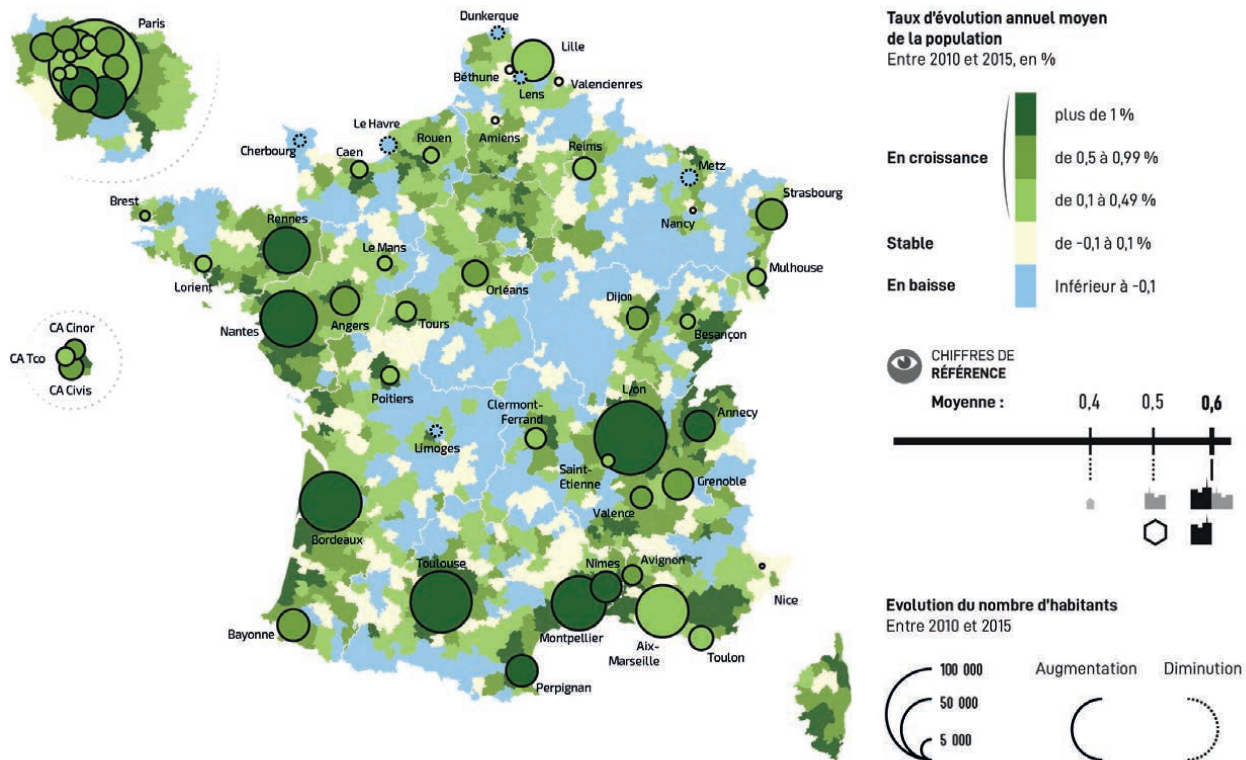 Paris
Dunkerque
Lille
Béthune
Lens
Valenciennes
Le Havre
Rouen
Amiens
Cherbourg
Caen
Reims
Metz
Nancy
Strasbourg
Brest
Rennes
Le Mans
Lorient
Orléans
Mulhouse
CA Cinor
CA Tco
CA Civis
Nantes
Angers
Tours
Dijon
Besançon
Poitiers
Lyon
Clermont-
Ferrand
Annecy
Limoges
Saint-
Etienne
Grenoble
Valence
Bordeaux
Toulouse
Nîmes
Avignon
Nice
Bayonne
Montpellier
Aix-
Marseille
Toulon
Perpignan
Taux d'évolution annuel moyen
de la population
Entre 2010 et 2015, en %
En croissance
plus de 1 %
de 0,5 à 0,99 %
de 0,1 à 0,49 %
Stable
de -0,1 à 0,1 %
En baisse
Inférieur à -0,1
CHIFFRES DE
RÉFÉRENCE
Moyenne : 0,4 0,5 0,6
Evolution du nombre d'habitants
Entre 2010 et 2015
100 000
50 000
5 000
Augmentation
Diminution